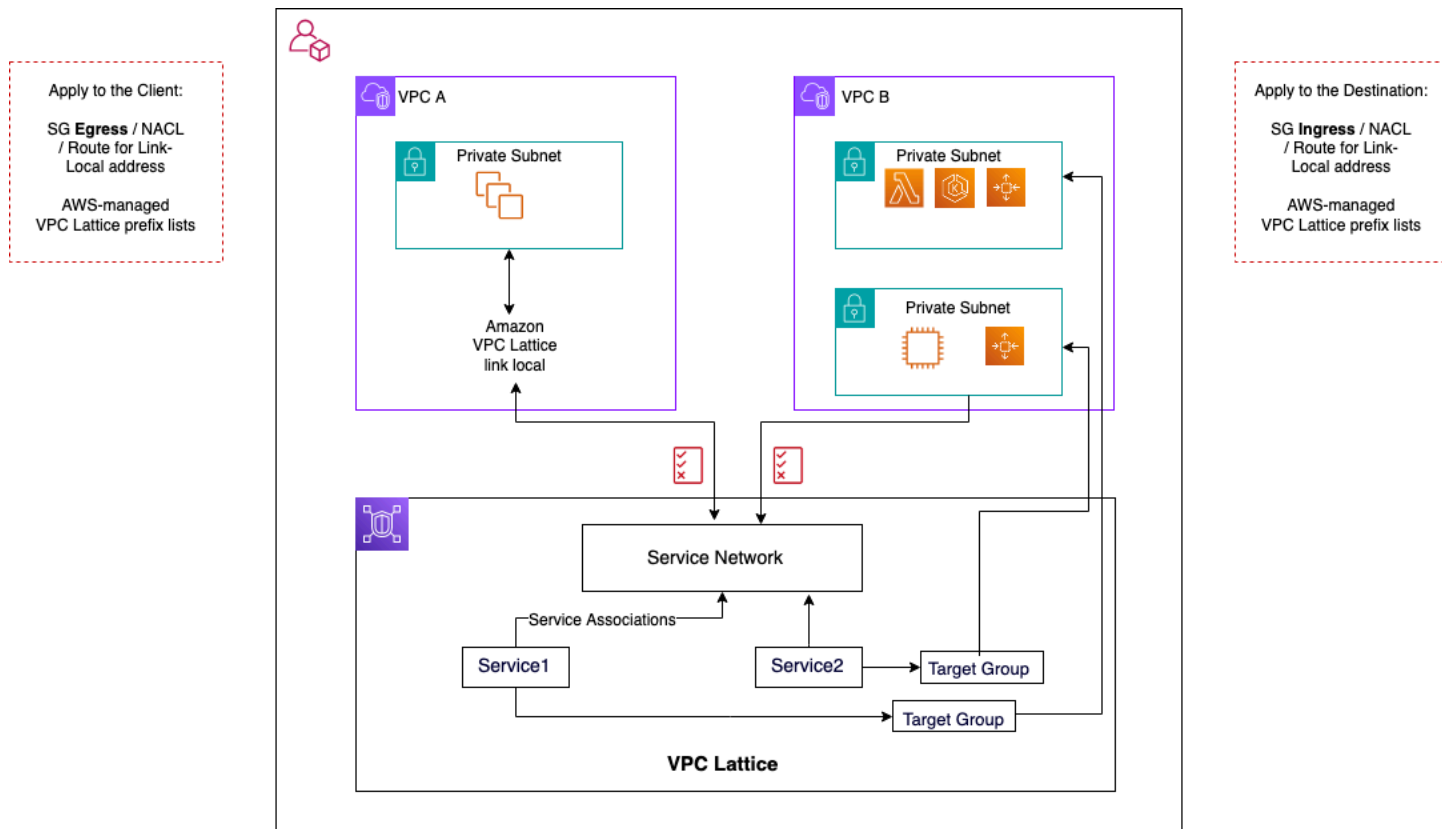 Apply to the Client:
SG Egress / NACL
/ Route for Link-
Local address
AWS-managed
VPC Lattice prefix lists
VPC A
Private Subnet
Amazon
VPC Lattice
link local
VPC B
Private Subnet
Private Subnet
Apply to the Destination:
SG Ingress / NACL
/ Route for Link-
Local address
AWS-managed
VPC Lattice prefix lists
Service Network
Service Associations
Service1
Service2
Target Group
Target Group
VPC Lattice